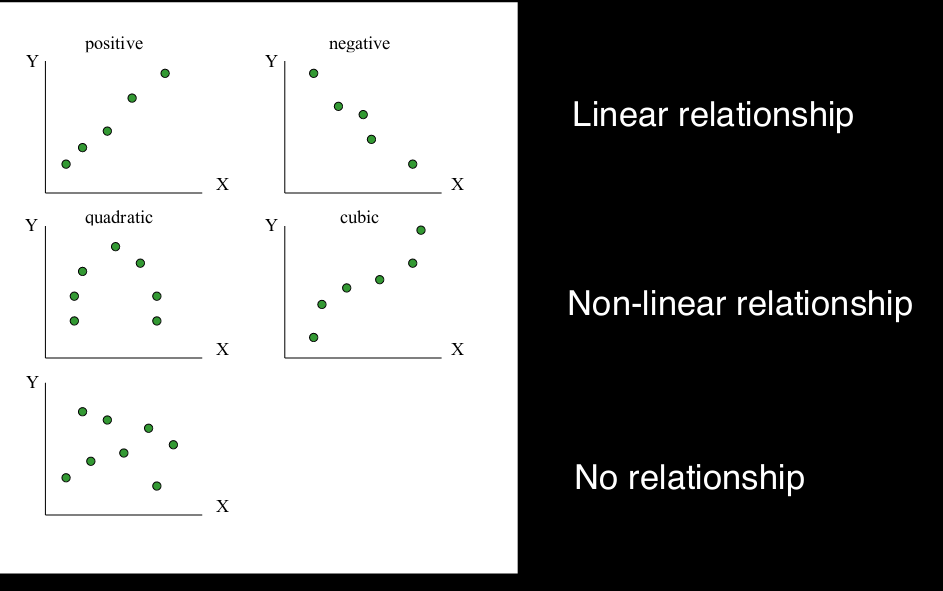 positive
negative
Y
Y
X
X
Linear relationship
quadratic
cubic
Y
Y
X
X
Non-linear relationship
Y
X
No relationship